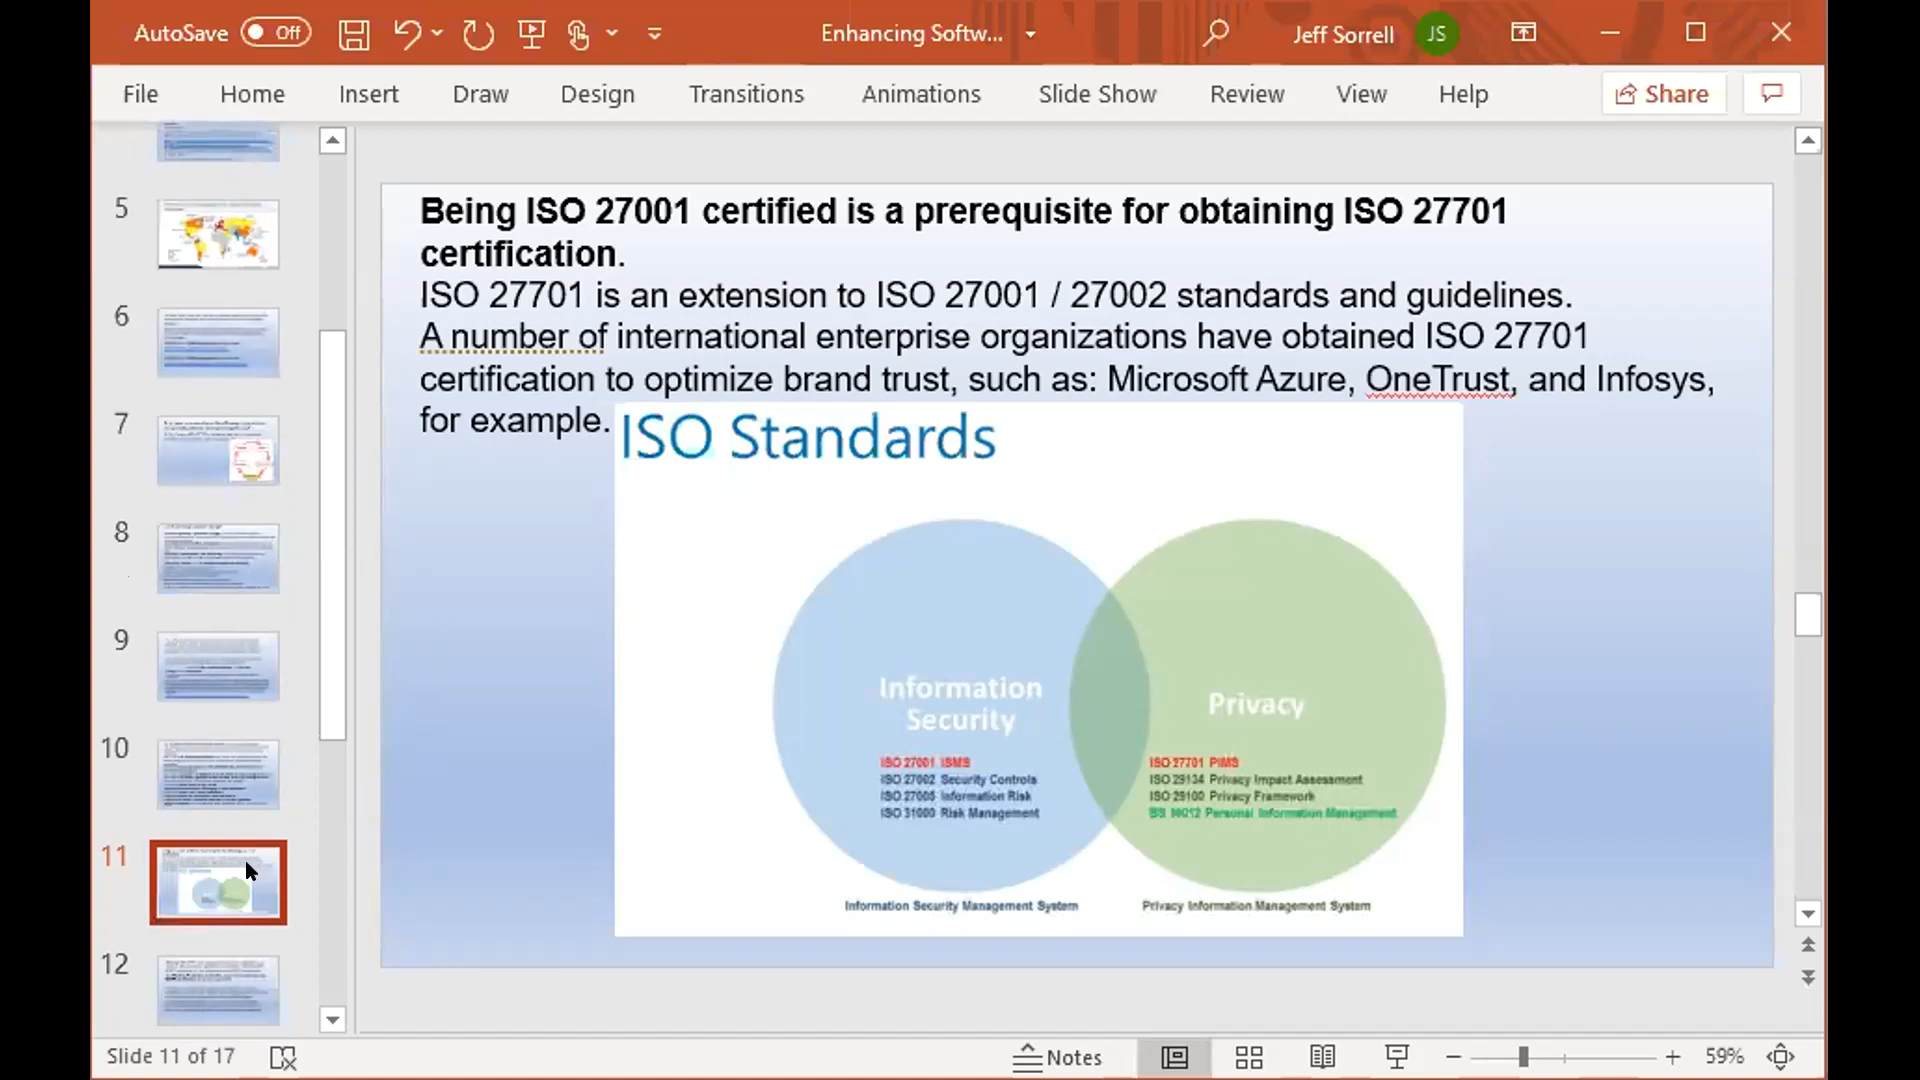 AutoSave Off Enhancing Softw... Jeff Sorrell JS
File Home Insert Draw Design Transitions Animations Slide Show Review View Help Share
5
6
7
8
9
10
11
12
Being ISO 27001 certified is a prerequisite for obtaining ISO 27701
certification.
ISO 27701 is an extension to ISO 27001 / 27002 standards and guidelines.
A number of international enterprise organizations have obtained ISO 27701
certification to optimize brand trust, such as: Microsoft Azure, OneTrust, and Infosys,
for example.
ISO Standards
Information
Security
ISO 27001 ISMS
ISO 27002 Security Controls
ISO 27005 Information Risk
ISO 31000 Risk Management
Information Security Management System
Privacy
ISO 27701 PIMS
ISO 29134 Privacy Impact Assessment
ISO 29100 Privacy Framework
BS 10012 Personal Information Management
Privacy Information Management System
Slide 11 of 17 Notes 59%